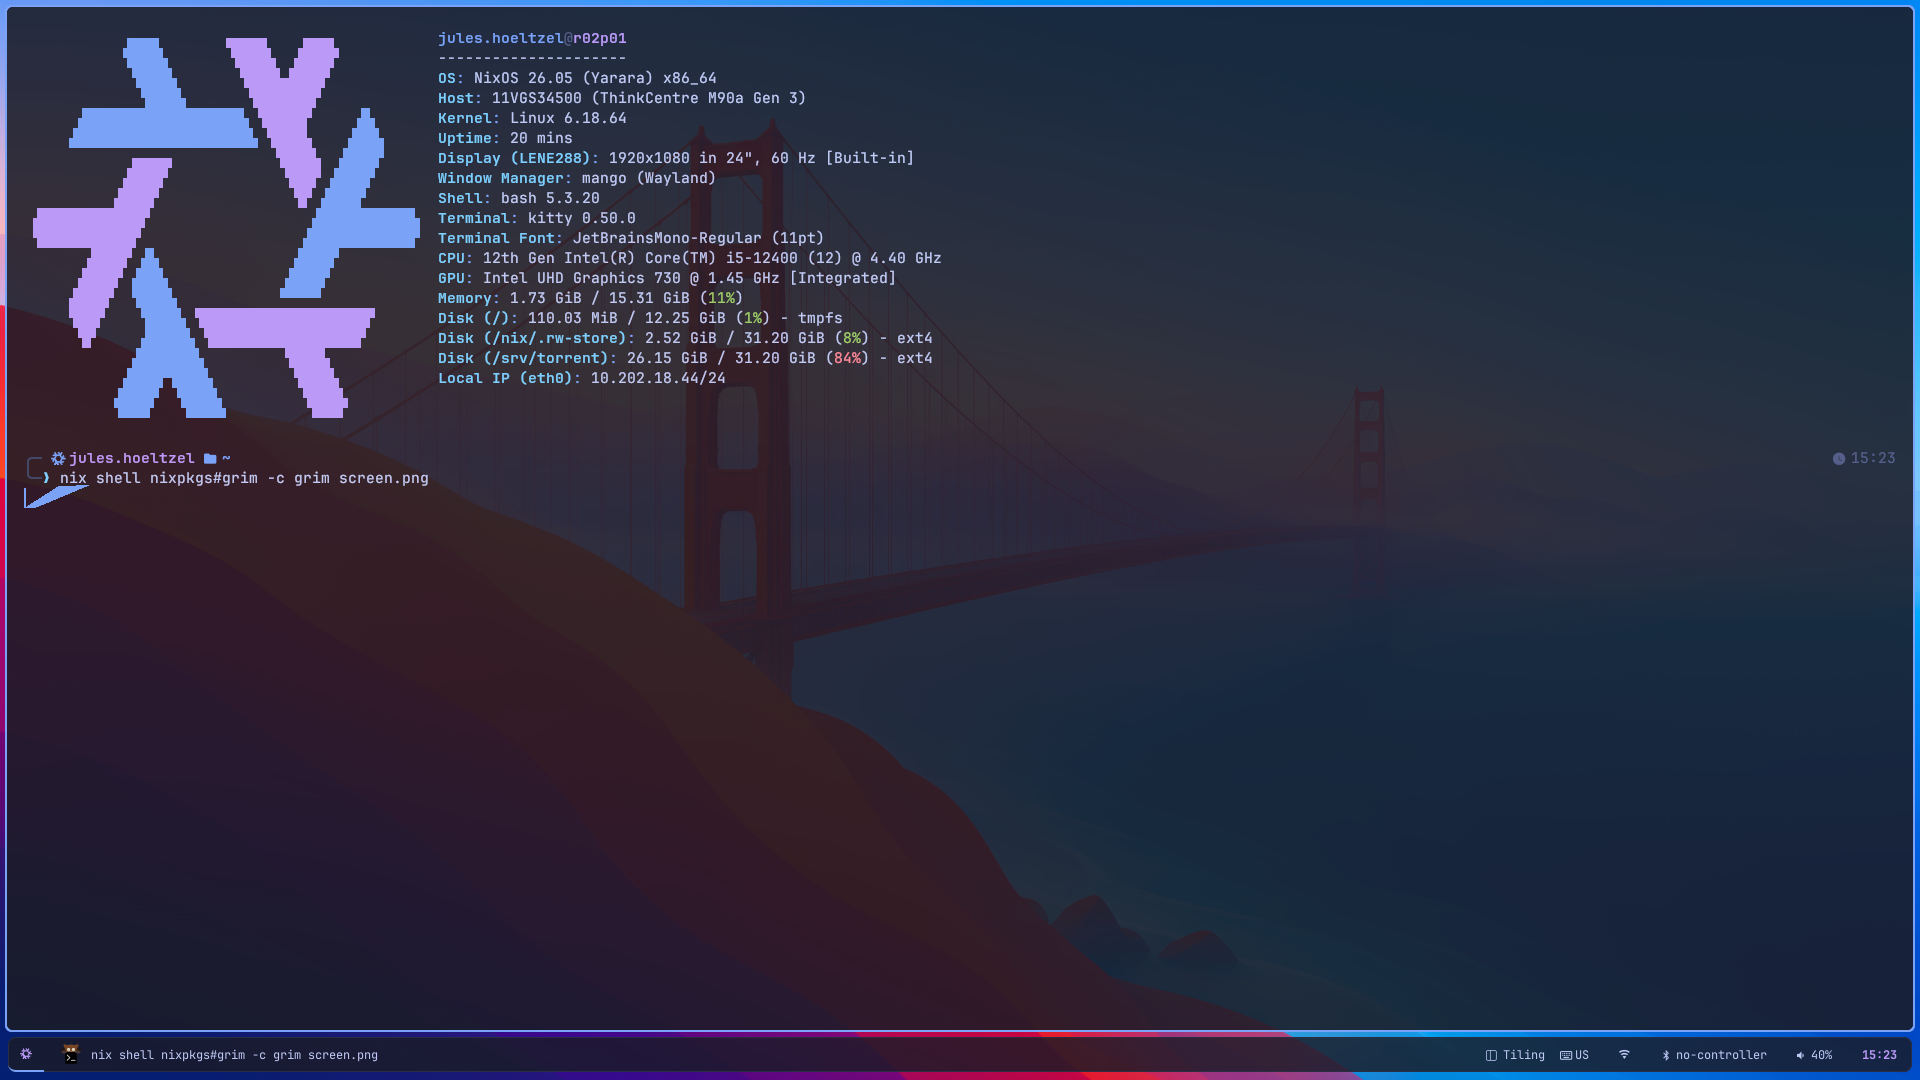 jules.hoeltzel@r02p01
---------------------
OS: NixOS 26.05 (Yarara) x86_64
Host: 11VGS34500 (ThinkCentre M90a Gen 3)
Kernel: Linux 6.18.64
Uptime: 20 mins
Display (LENE288): 1920x1080 in 24", 60 Hz [Built-in]
Window Manager: mango (Wayland)
Shell: bash 5.3.20
Terminal: kitty 0.50.0
Terminal Font: JetBrainsMono-Regular (11pt)
CPU: 12th Gen Intel(R) Core(TM) i5-12400 (12) @ 4.40 GHz
GPU: Intel UHD Graphics 730 @ 1.45 GHz [Integrated]
Memory: 1.73 GiB / 15.31 GiB (11%)
Disk (/): 110.03 MiB / 12.25 GiB (1%) - tmpfs
Disk (/nix/.rw-store): 2.52 GiB / 31.20 GiB (8%) - ext4
Disk (/srv/torrent): 26.15 GiB / 31.20 GiB (84%) - ext4
Local IP (eth0): 10.202.18.44/24
jules.hoeltzel ~ 15:23
❯ nix shell nixpkgs#grim -c grim screen.png
nix shell nixpkgs#grim -c grim screen.png Tiling US no-controller 40% 15:23